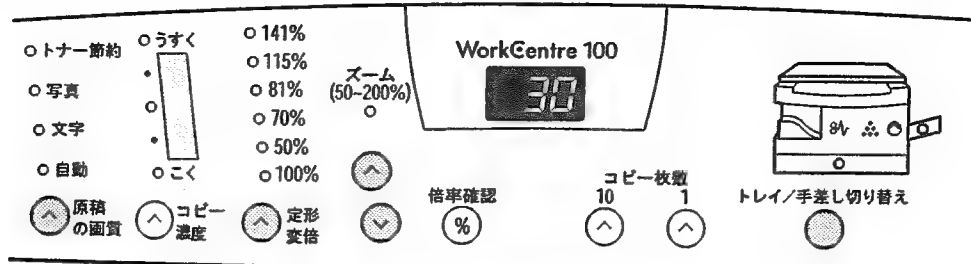 トナー節約
写真
文字
自動
原稿
の画質
うすく
こく
コピー
濃度
141%
115%
81%
70%
50%
100%
定形
変倍
ズーム
(50~200%)
WorkCentre 100
30
倍率確認
%
コピー枚数
10 1
トレイ/手差し切り替え